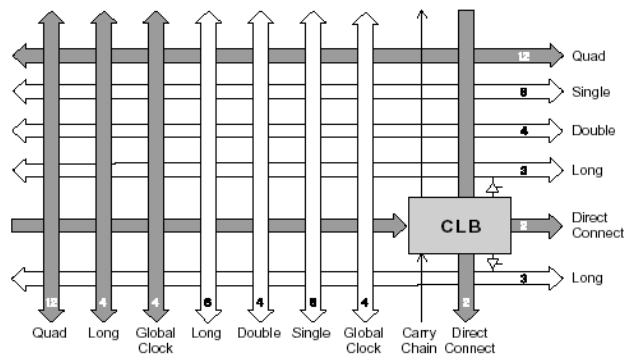 12 Quad
8 Single
4 Double
3 Long
CLB
2 Direct
Connect
3 Long
12 4 4 6 4 8 4 2
Quad Long Global Long Double Single Global Carry Direct
Clock Clock Chain Connect